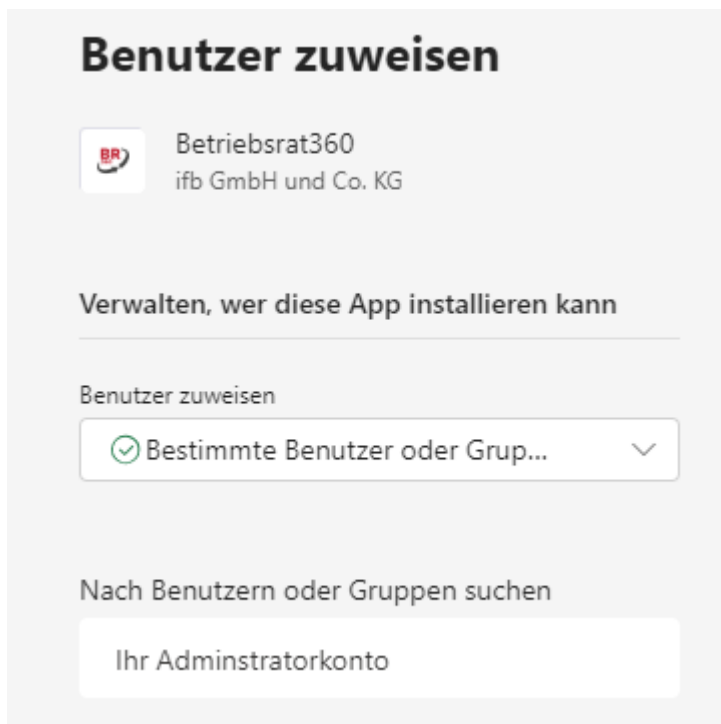 Benutzer zuweisen
BR
Betriebsrat360
ifb GmbH und Co. KG
Verwalten, wer diese App installieren kann
Benutzer zuweisen
Bestimmte Benutzer oder Grup...
Nach Benutzern oder Gruppen suchen
Ihr Adminstratorkonto